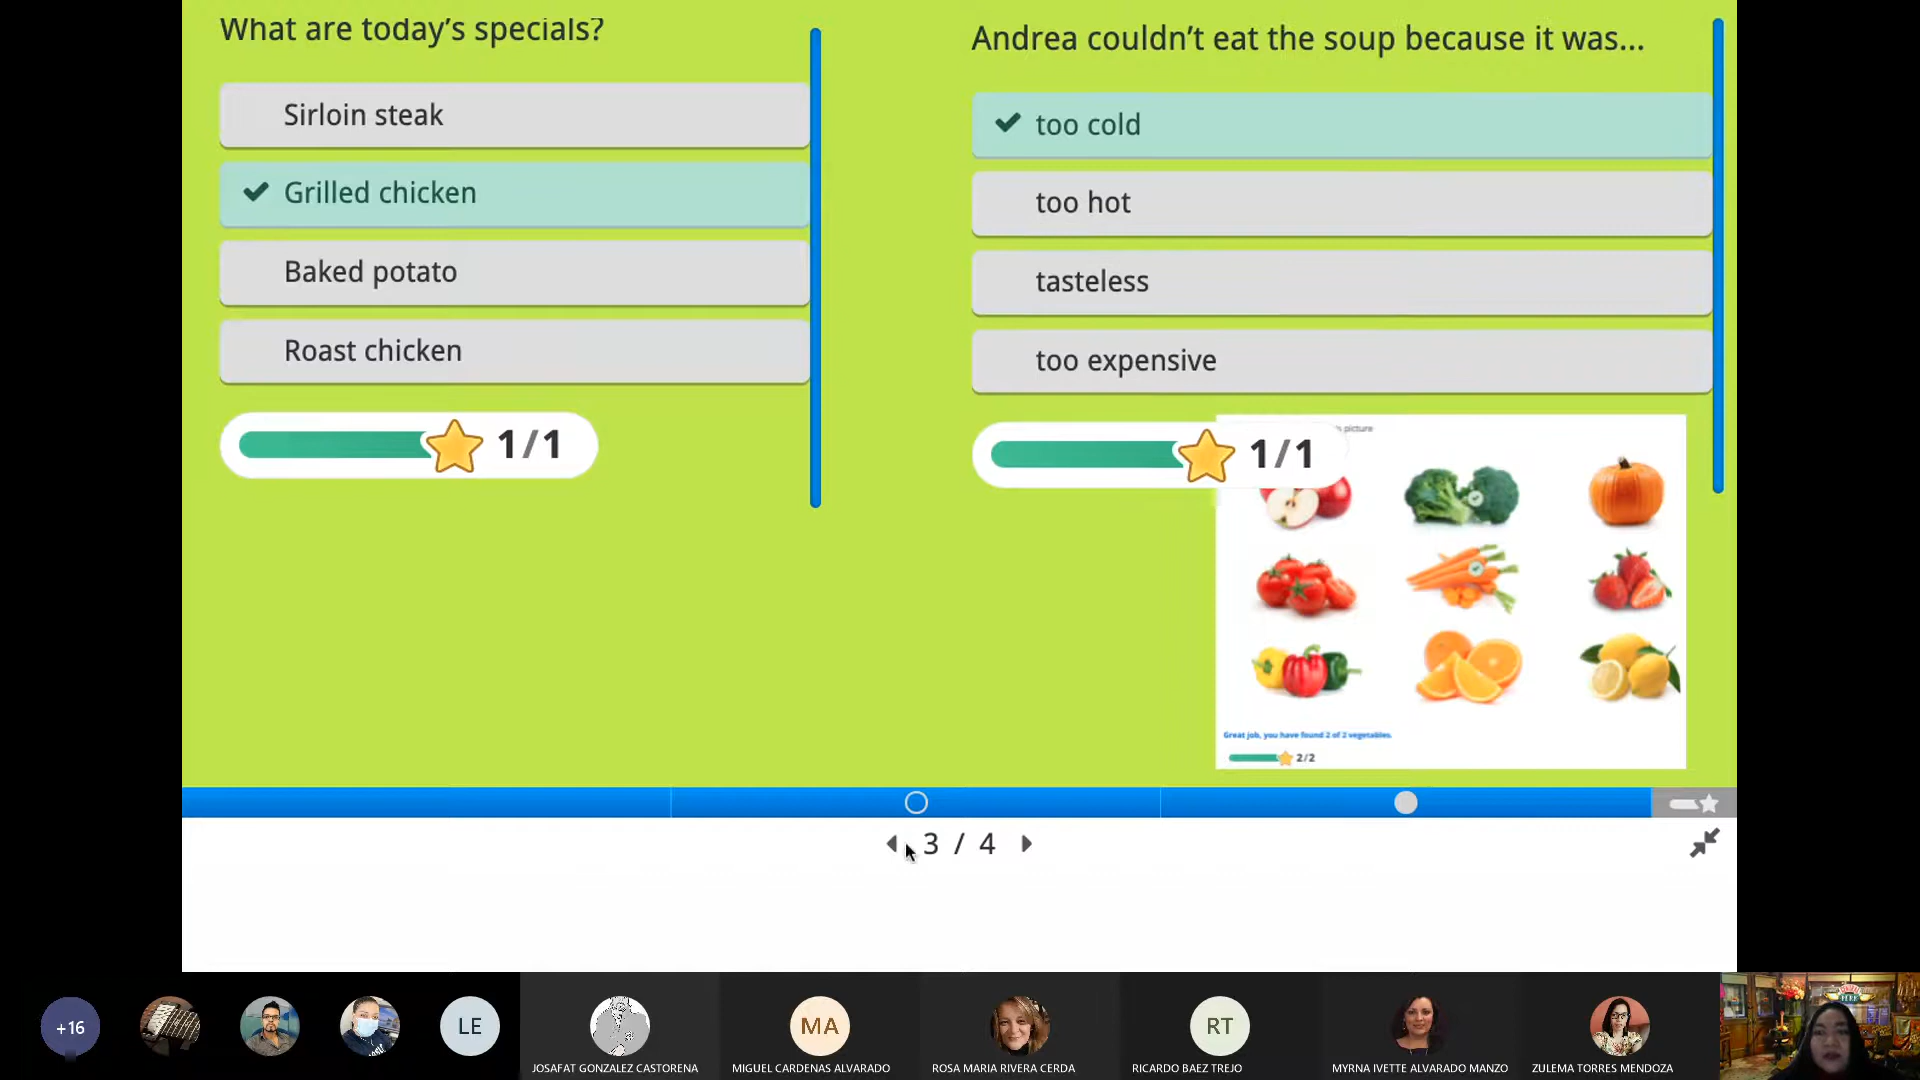 What are today's specials?
Sirloin steak
Grilled chicken
Baked potato
Roast chicken
1/1
Andrea couldn't eat the soup because it was...
too cold
too hot
tasteless
too expensive
1/1
picture
Great job, you have found 2 of 2 vegetables.
2/2
3 / 4
+16
LE
JOSAFAT GONZALEZ CASTORENA
MA
MIGUEL CARDENAS ALVARADO
ROSA MARIA RIVERA CERDA
RT
RICARDO BAEZ TREJO
MYRNA IVETTE ALVARADO MANZO
ZULEMA TORRES MENDOZA